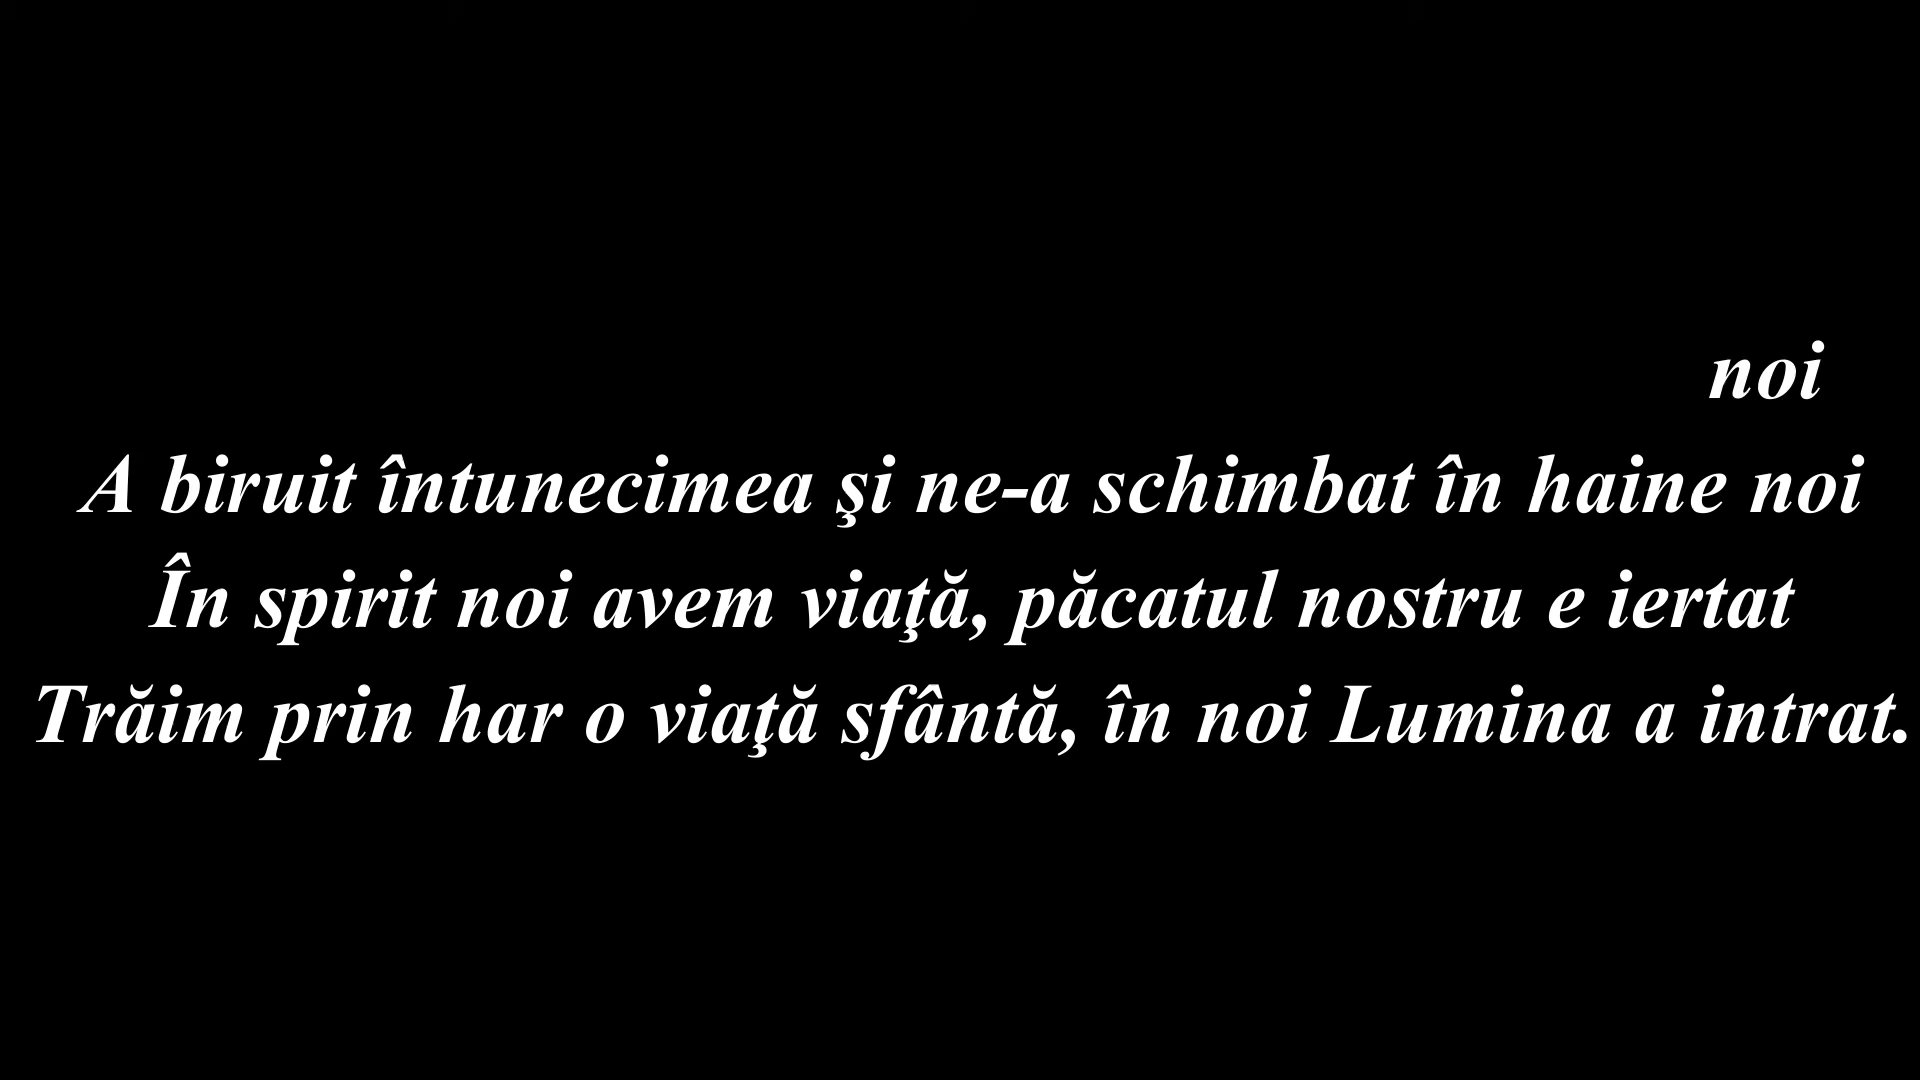 noi
A biruit întunecimea şi ne-a schimbat în haine noi
În spirit noi avem viaţă, păcatul nostru e iertat
Trăim prin har o viaţă sfântă, în noi Lumina a intrat.